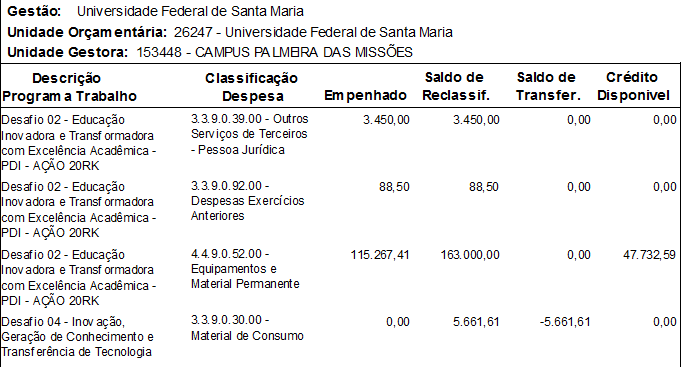 Gestão: Universidade Federal de Santa Maria
Unidade Orçamentária: 26247 - Universidade Federal de Santa Maria
Unidade Gestora: 153448 - CAMPUS PALMEIRA DAS MISSÕES
Descrição Classificação Saldo de Saldo de Crédito
Programa Trabalho Despesa Empenhado Reclassif. Transfer. Disponivel
Desafio 02 - Educação 3.3.9.0.39.00 - Outros 3.450,00 3.450,00 0,00 0,00
Inovadora e Transformadora Serviços de Terceiros
com Excelência Acadêmica - - Pessoa Jurídica
PDI - AÇÃO 20RK
Desafio 02 - Educação 3.3.9.0.92.00 - 88,50 88,50 0,00 0,00
Inovadora e Transformadora Despesas Exercícios
com Excelência Acadêmica - Anteriores
PDI - AÇÃO 20RK
Desafio 02 - Educação 4.4.9.0.52.00 - 115.267,41 163.000,00 0,00 47.732,59
Inovadora e Transformadora Equipamentos e
com Excelência Acadêmica - Material Permanente
PDI - AÇÃO 20RK
Desafio 04 - Inovação, 3.3.9.0.30.00 - 0,00 5.661,61 -5.661,61 0,00
Geração de Conhecimento e Material de Consumo
Transferência de Tecnologia